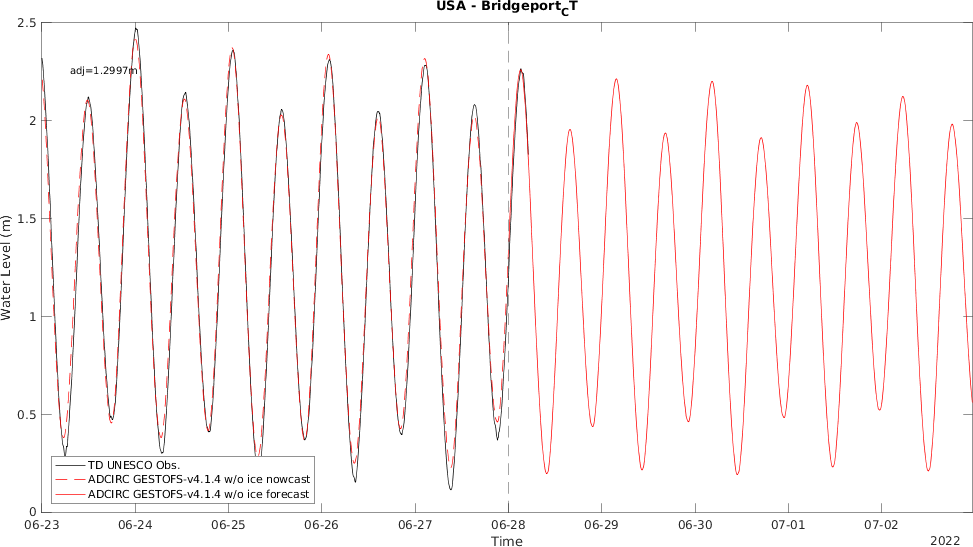 USA - Bridgeport_CT
2.5
adj=1.2997m
2
1.5
Water Level (m)
1
0.5
TD UNESCO Obs.
ADCIRC GESTOFS-v4.1.4 w/o ice nowcast
ADCIRC GESTOFS-v4.1.4 w/o ice forecast
0
06-23 06-24 06-25 06-26 06-27 06-28 06-29 06-30 07-01 07-02
Time
2022